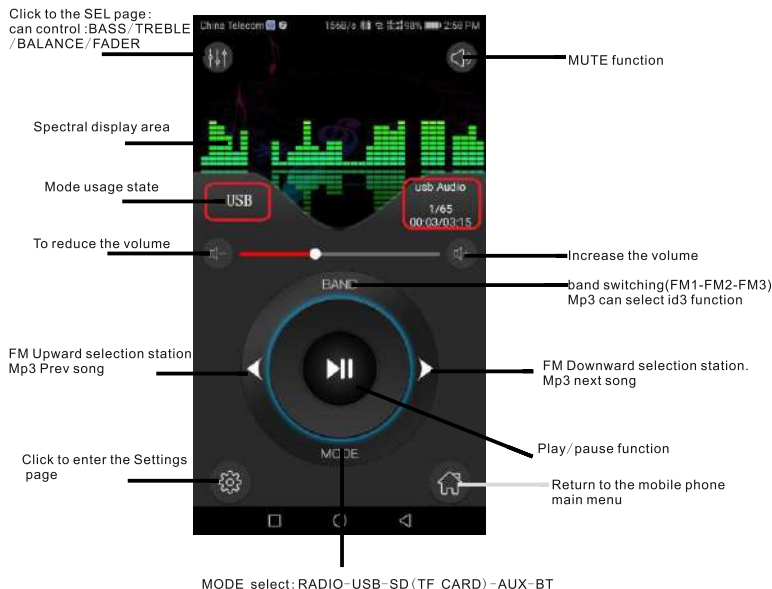 Click to the SEL page:
can control :BASS/TREBLE
/BALANCE/FADER
China Telecom
156B/s
98%
2:58 PM
MUTE function
Spectral display area
Mode usage state
USB
usb Audio
1/65
00:03/03:15
To reduce the volume
Increase the volume
BAND
band switching(FM1-FM2-FM3)
Mp3 can select id3 function
FM Upward selection station
Mp3 Prev song
FM Downward selection station.
Mp3 next song
Play/pause function
MODE
Click to enter the Settings
page
Return to the mobile phone
main menu
MODE select:RADIO-USB-SD(TF CARD)-AUX-BT